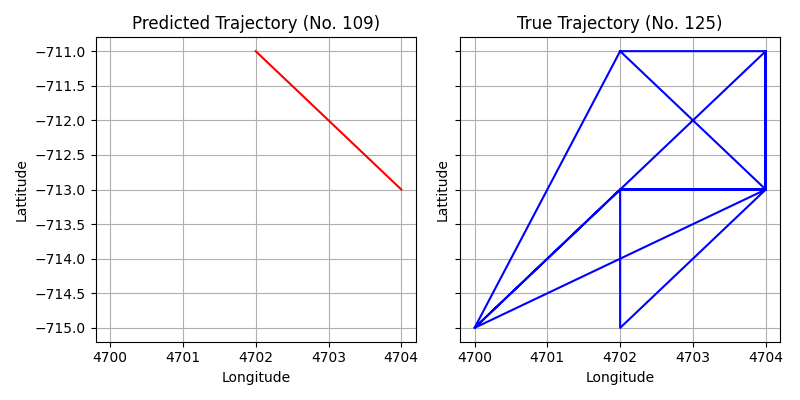 Predicted Trajectory (No. 109)
−711.0
−711.5
−712.0
−712.5
−713.0
−713.5
−714.0
−714.5
−715.0
Lattitude
4700 4701 4702 4703 4704
Longitude
True Trajectory (No. 125)
Lattitude
4700 4701 4702 4703 4704
Longitude